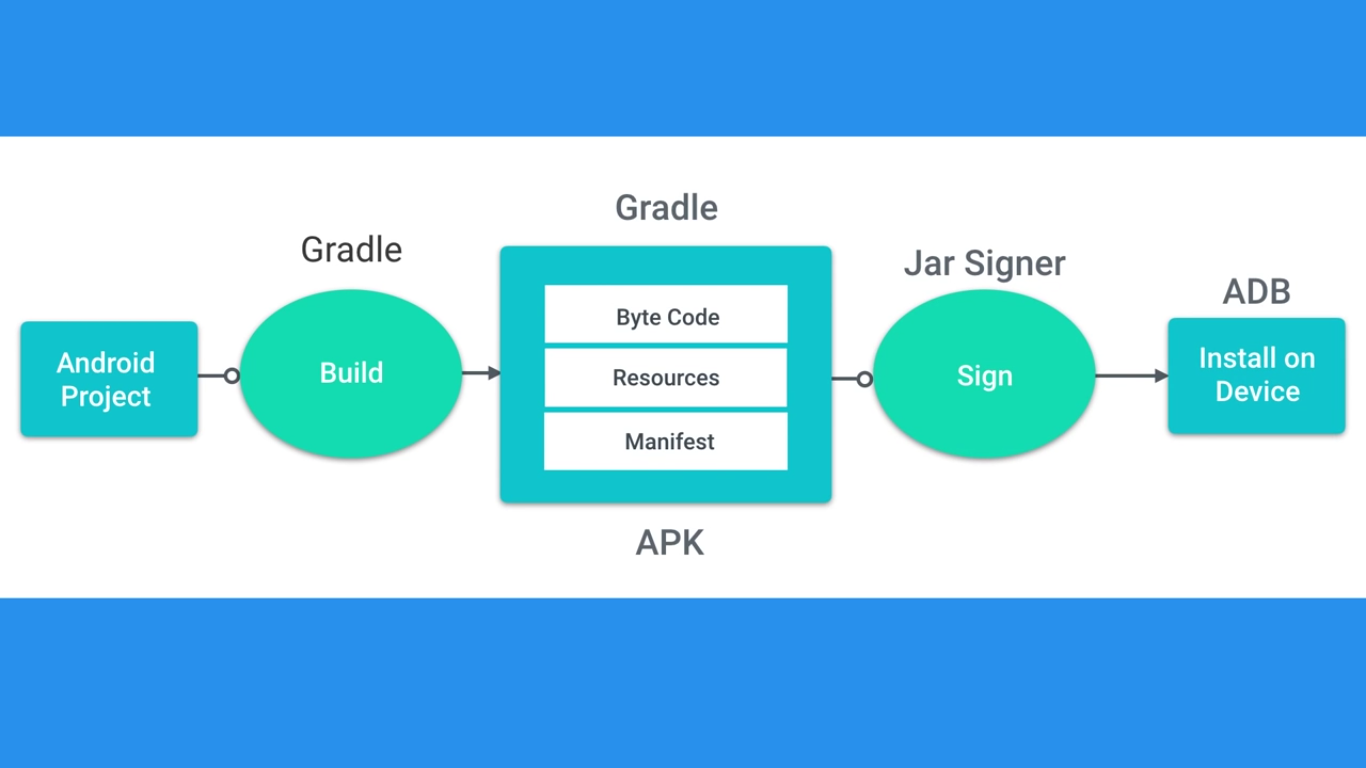 Gradle
Gradle
Jar Signer
ADB
Android
Project
Build
Byte Code
Resources
Manifest
Sign
Install on
Device
APK